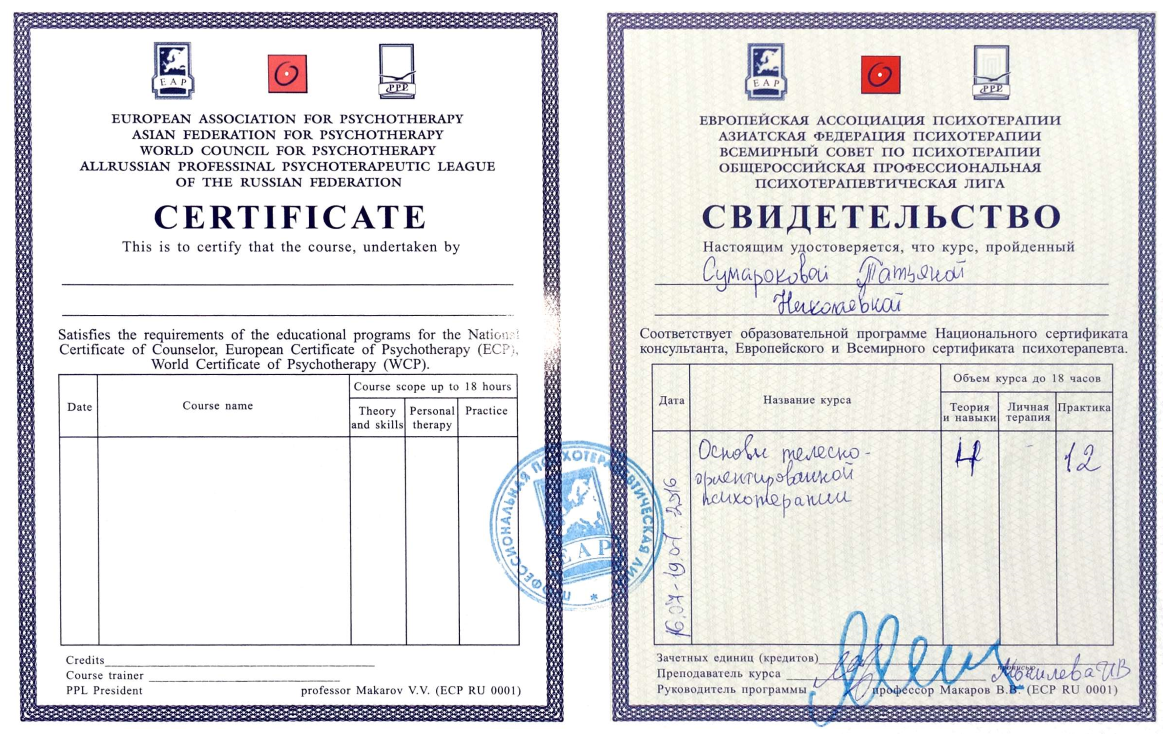 EAP
PPL
EUROPEAN ASSOCIATION FOR PSYCHOTHERAPY
ASIAN FEDERATION FOR PSYCHOTHERAPY
WORLD COUNCIL FOR PSYCHOTHERAPY
ALLRUSSIAN PROFESSINAL PSYCHOTERAPEUTIC LEAGUE
OF THE RUSSIAN FEDERATION
CERTIFICATE
This is to certify that the course, undertaken by
Satisfies the requirements of the educational programs for the National
Certificate of Counselor, European Certificate of Psychotherapy (ECP),
World Certificate of Psychotherapy (WCP).
Date
Course name
Course scope up to 18 hours
Theory and skills
Personal therapy
Practice
Credits
Course trainer
PPL President professor Makarov V.V. (ECP RU 0001)
ПРОФЕССИОНАЛЬНАЯ ПСИХОТЕРАПЕВТИЧЕСКАЯ
EAP
EAP
PPL
ЕВРОПЕЙСКАЯ АССОЦИАЦИЯ ПСИХОТЕРАПИИ
АЗИАТСКАЯ ФЕДЕРАЦИЯ ПСИХОТЕРАПИИ
ВСЕМИРНЫЙ СОВЕТ ПО ПСИХОТЕРАПИИ
ОБЩЕРОССИЙСКАЯ ПРОФЕССИОНАЛЬНАЯ
ПСИХОТЕРАПЕВТИЧЕСКАЯ ЛИГА
СВИДЕТЕЛЬСТВО
Настоящим удостоверяется, что курс, пройденный
Сумароковой Татьяной
Николаевной
Соответствует образовательной программе Национального сертификата
консультанта, Европейского и Всемирного сертификата психотерапевта.
Дата
Название курса
Объем курса до 18 часов
Теория и навыки
Личная терапия
Практика
16.07-19.07.2016
Основы телесно-
ориентированной
психотерапии
4
12
Зачетных единиц (кредитов)
Преподаватель курса
Руководитель программы профессор Макаров В.В. (ECP RU 0001)